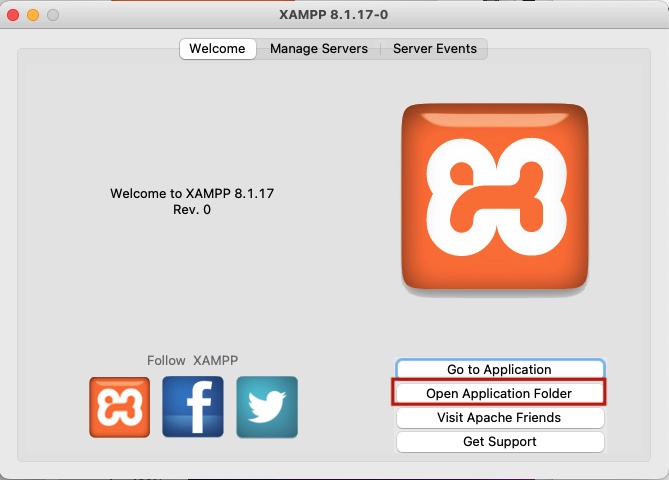 XAMPP 8.1.17-0
Welcome
Manage Servers
Server Events
Welcome to XAMPP 8.1.17
Rev. 0
Follow XAMPP
Go to Application
Open Application Folder
Visit Apache Friends
Get Support